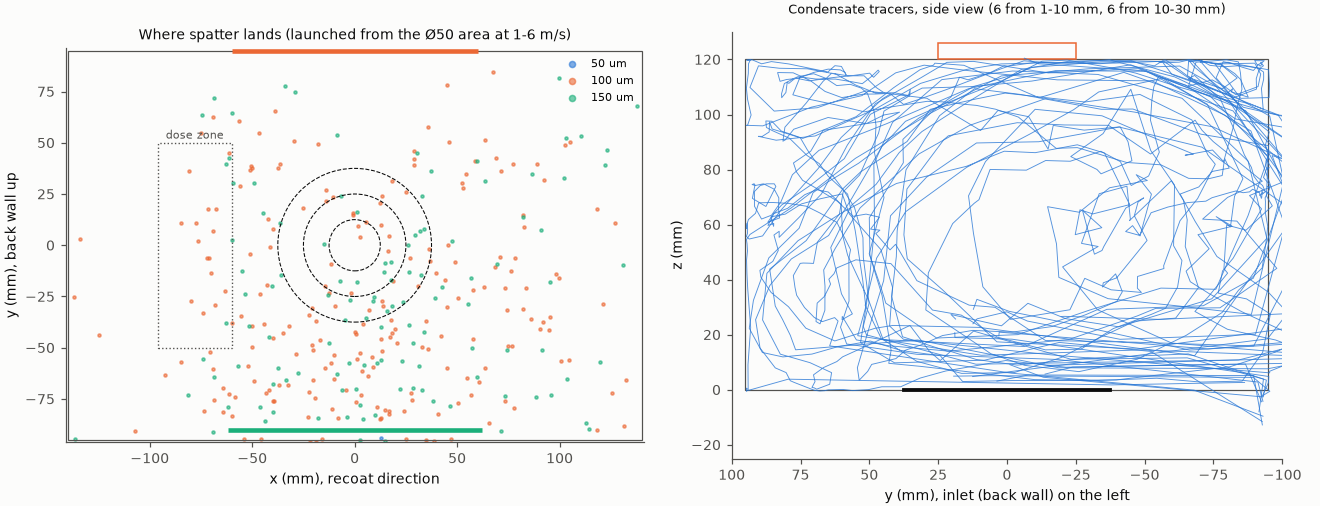 Where spatter lands (launched from the Ø50 area at 1-6 m/s)
50 um
100 um
150 um
dose zone
75
50
25
0
−25
−50
−75
−100
−50
0
50
100
x (mm), recoat direction
y (mm), back wall up
Condensate tracers, side view (6 from 1-10 mm, 6 from 10-30 mm)
120
100
80
60
40
20
0
−20
100
75
50
25
0
−25
−50
−75
−100
y (mm), inlet (back wall) on the left
z (mm)